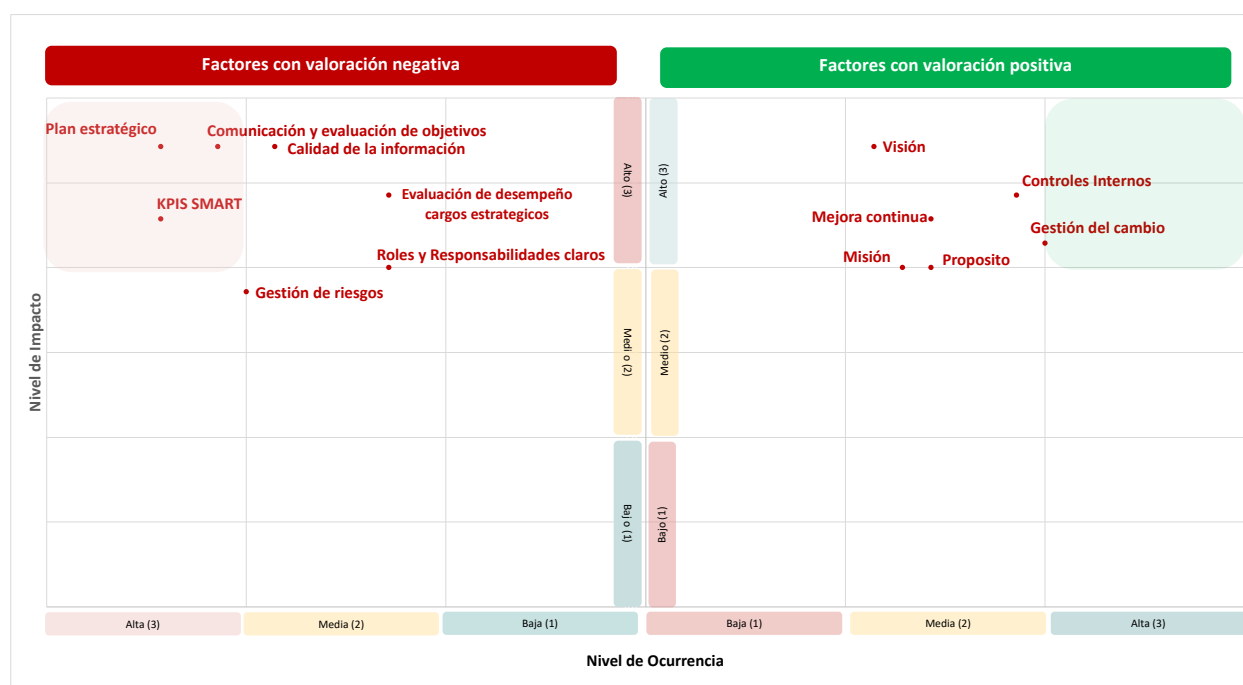 Factores con valoración negativa
Factores con valoración positiva
Plan estratégico
Comunicación y evaluación de objetivos
Calidad de la información
KPIS SMART
Evaluación de desempeño
cargos estrategicos
Roles y Responsabilidades claros
Gestión de riesgos
Visión
Controles Internos
Mejora continua
Gestión del cambio
Misión
Proposito
Nivel de Impacto
Alto (3)
Medi o (2)
Baj o (1)
Alto (3)
Medio (2)
Bajo (1)
Alta (3)
Media (2)
Baja (1)
Baja (1)
Media (2)
Alta (3)
Nivel de Ocurrencia